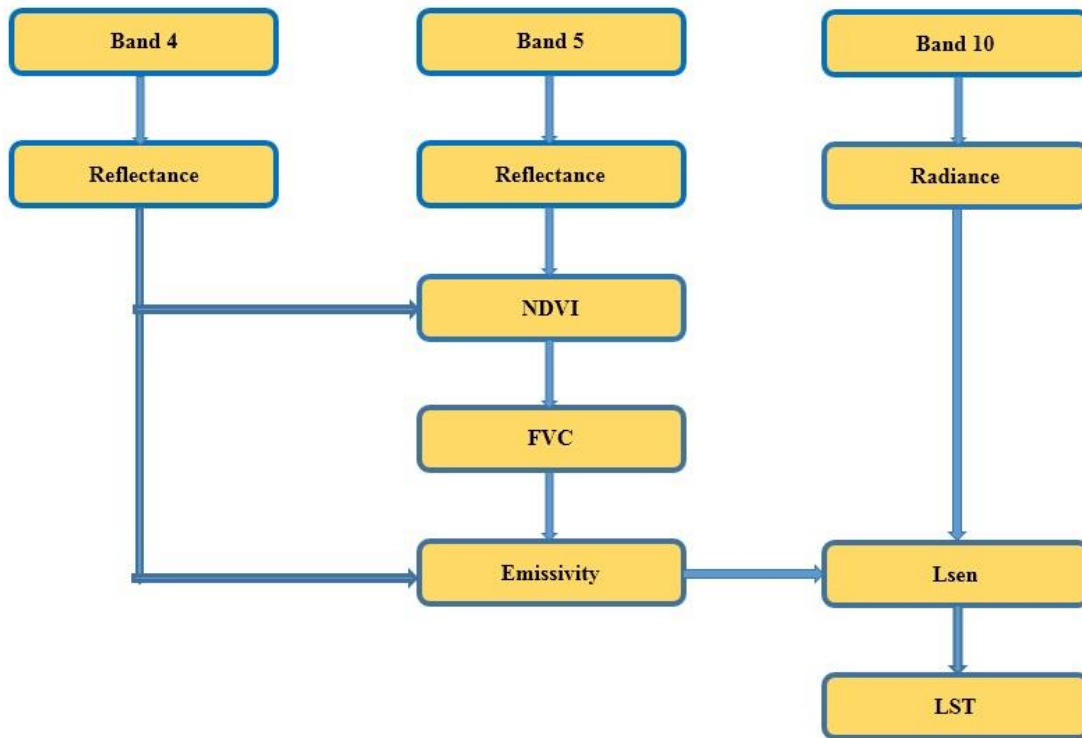 Band 4
Band 5
Band 10
Reflectance
Reflectance
Radiance
NDVI
FVC
Emissivity
Lsen
LST